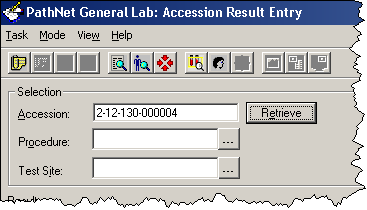 PathNet General Lab: Accession Result Entry
Task Mode View Help
Selection
Accession: 2-12-130-000004 Retrieve
Procedure: ...
Test Site: ...